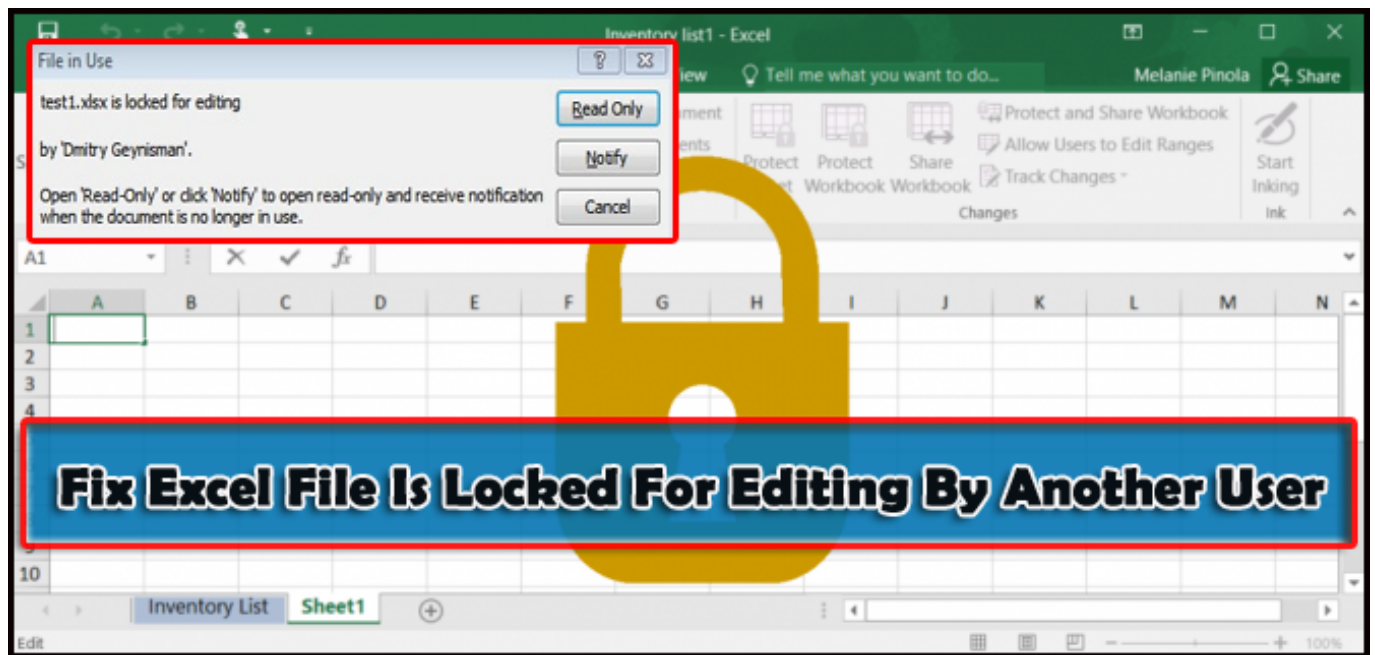 Inventory list1 - Excel
File in Use
iew
Tell me what you want to do...
Melanie Pinola
Share
test1.xlsx is locked for editing
by 'Dmitry Geynisman'.
Open 'Read-Only' or click 'Notify' to open read-only and receive notification
when the document is no longer in use.
Read Only
Notify
Cancel
Protect
Protect
Workbook
Share
Workbook
Protect and Share Workbook
Allow Users to Edit Ranges
Track Changes
Changes
Start
Inking
Ink
A1
fx
A B C D E F G H I J K L M N
1
2
3
4
Fix Excel File Is Locked For Editing By Another User
10
Inventory List Sheet1
Edit
100%